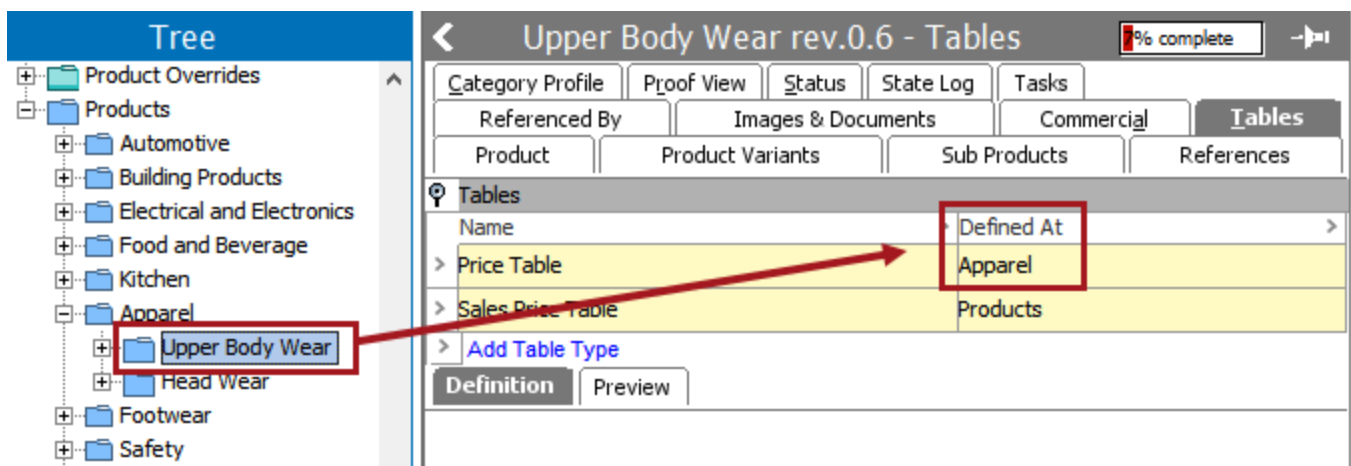 Tree
Product Overrides
Products
Automotive
Building Products
Electrical and Electronics
Food and Beverage
Kitchen
Apparel
Upper Body Wear
Head Wear
Footwear
Safety
Upper Body Wear rev.0.6 - Tables 7% complete
Category Profile Proof View Status State Log Tasks
Referenced By Images & Documents Commercial Tables
Product Product Variants Sub Products References
Tables
Name > Defined At >
> Price Table Apparel
> Sales Price Table Products
> Add Table Type
Definition Preview